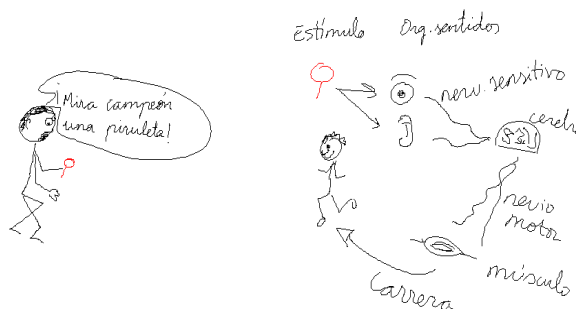 ¡Mira campeón
una piruleta!
Estímulo
Org. sentidos
nerv. sensitivo
nervio
motor
músculo
Carrera